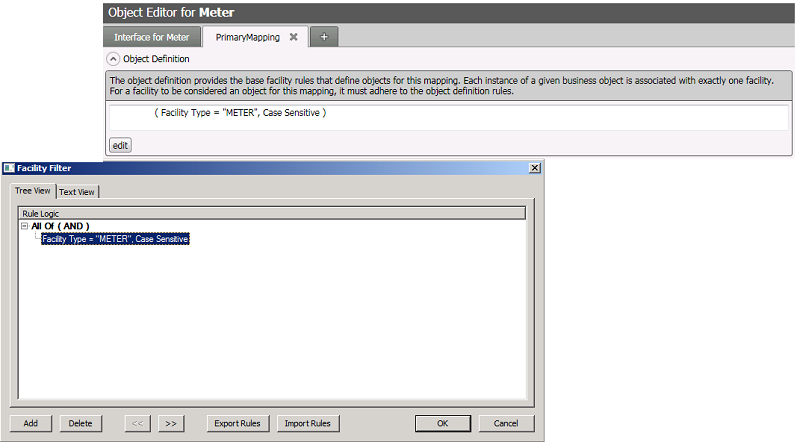 Object Editor for Meter
Interface for Meter
PrimaryMapping
+
Object Definition
The object definition provides the base facility rules that define objects for this mapping. Each instance of a given business object is associated with exactly one facility.
For a facility to be considered an object for this mapping, it must adhere to the object definition rules.
( Facility Type = "METER", Case Sensitive )
edit
Facility Filter
Tree View
Text View
Rule Logic
All Of ( AND )
Facility Type = "METER", Case Sensitive
Add
Delete
<<
>>
Export Rules
Import Rules
OK
Cancel